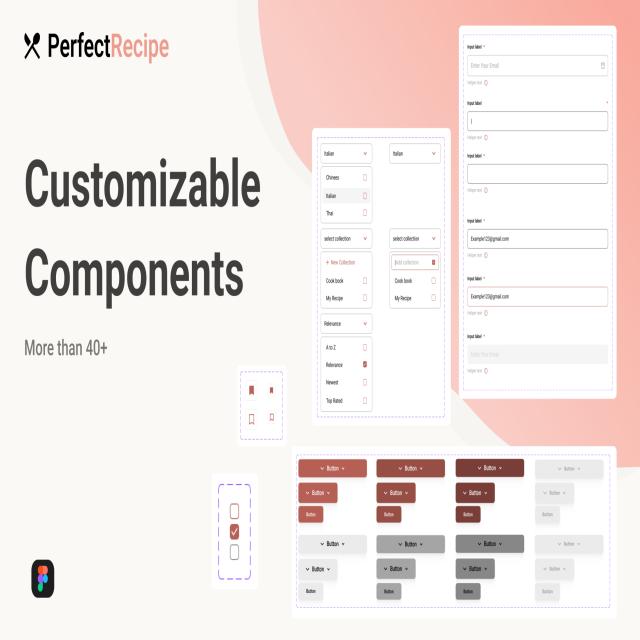 PerfectRecipe
Customizable
Components
More than 40+
Italian
Chinees
Italian
Thai
Italian
select collection
+ New Collection
Cook book
My Recipe
select collection
Add collection
Cook book
My Recipe
Relevance
A to Z
Relevance
Newest
Top Rated
Input label *
Enter Your Email
Helper text
Input label *
Helper text
Input label *
Helper text
Input label *
Example123@gmail.com
Helper text
Input label *
Example123@gmail.com
Helper text
Input label *
Enter Your Email
Helper text
Button Button Button Button
Button Button Button Button
Button Button Button Button
Button Button Button Button
Button Button Button Button
Button Button Button Button